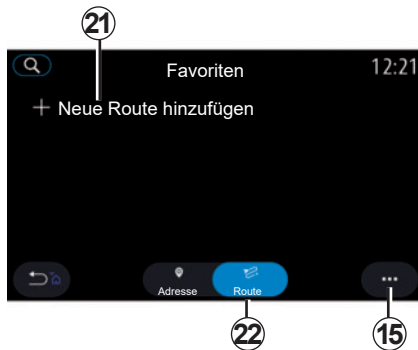 21
Favoriten
12:21
Neue Route hinzufügen
Adresse
Route
22
15